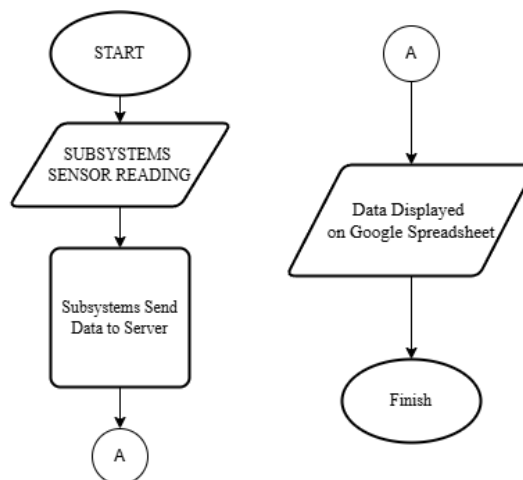 START
SUBSYSTEMS
SENSOR READING
Subsystems Send
Data to Server
A
A
Data Displayed
on Google Spreadsheet
Finish